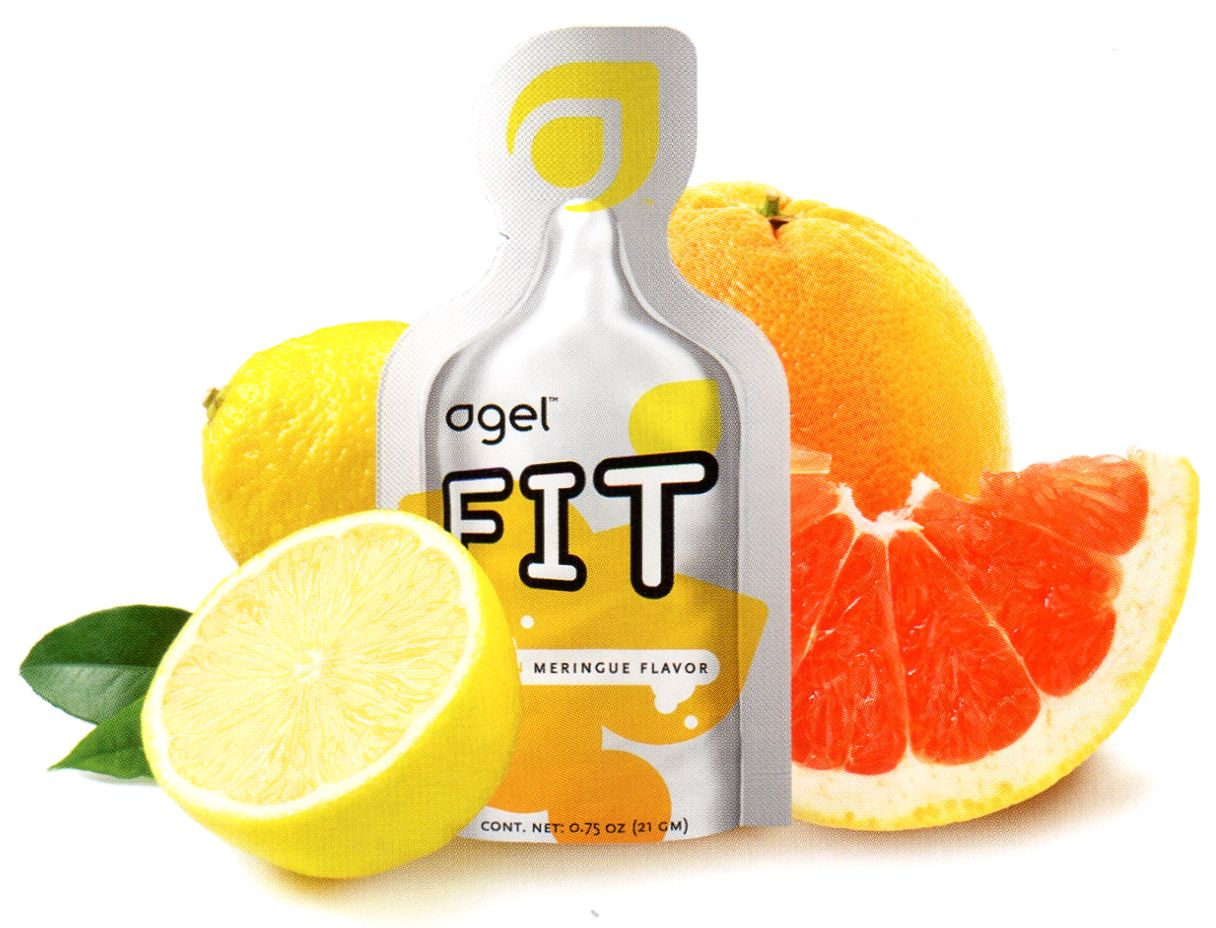 agel™
FIT
MERINGUE FLAVOR
CONT. NET: 0.75 OZ (21 GM)